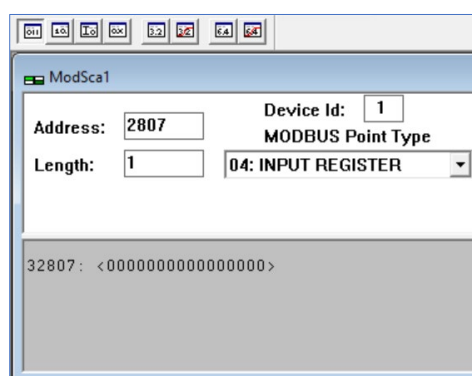 ModSca1
Device Id: 1
Address: 2807
MODBUS Point Type
Length: 1
04: INPUT REGISTER
32807: <0000000000000000>